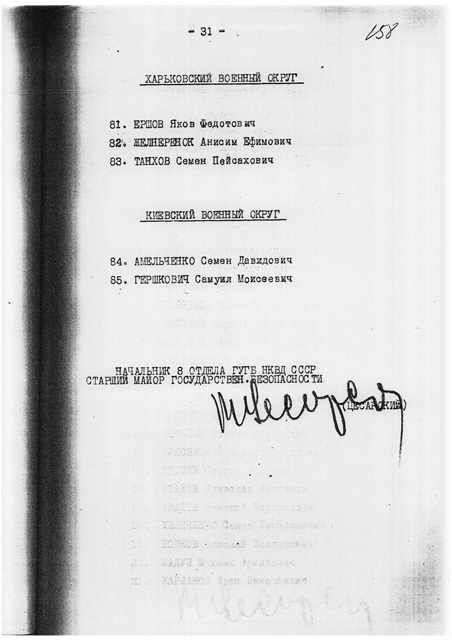 - 31 -
158
ХАРЬКОВСКИЙ ВОЕННЫЙ ОКРУГ
81. ЕРШОВ Яков Федотович
82. ЖЕЛНЕРЕНОК Анисим Ефимович
83. ТАНХОВ Семен Пейсахович
КИЕВСКИЙ ВОЕННЫЙ ОКРУГ
84. АМЕЛЬЧЕНКО Семен Давидович
85. ГЕРШКОВИЧ Самуил Моисеевич
НАЧАЛЬНИК 8 ОТДЕЛА ГУГБ НКВД СССР
СТАРШИЙ МАЙОР ГОСУДАРСТВЕН.БЕЗОПАСНОСТИ
(ЦЕСАРСКИЙ)